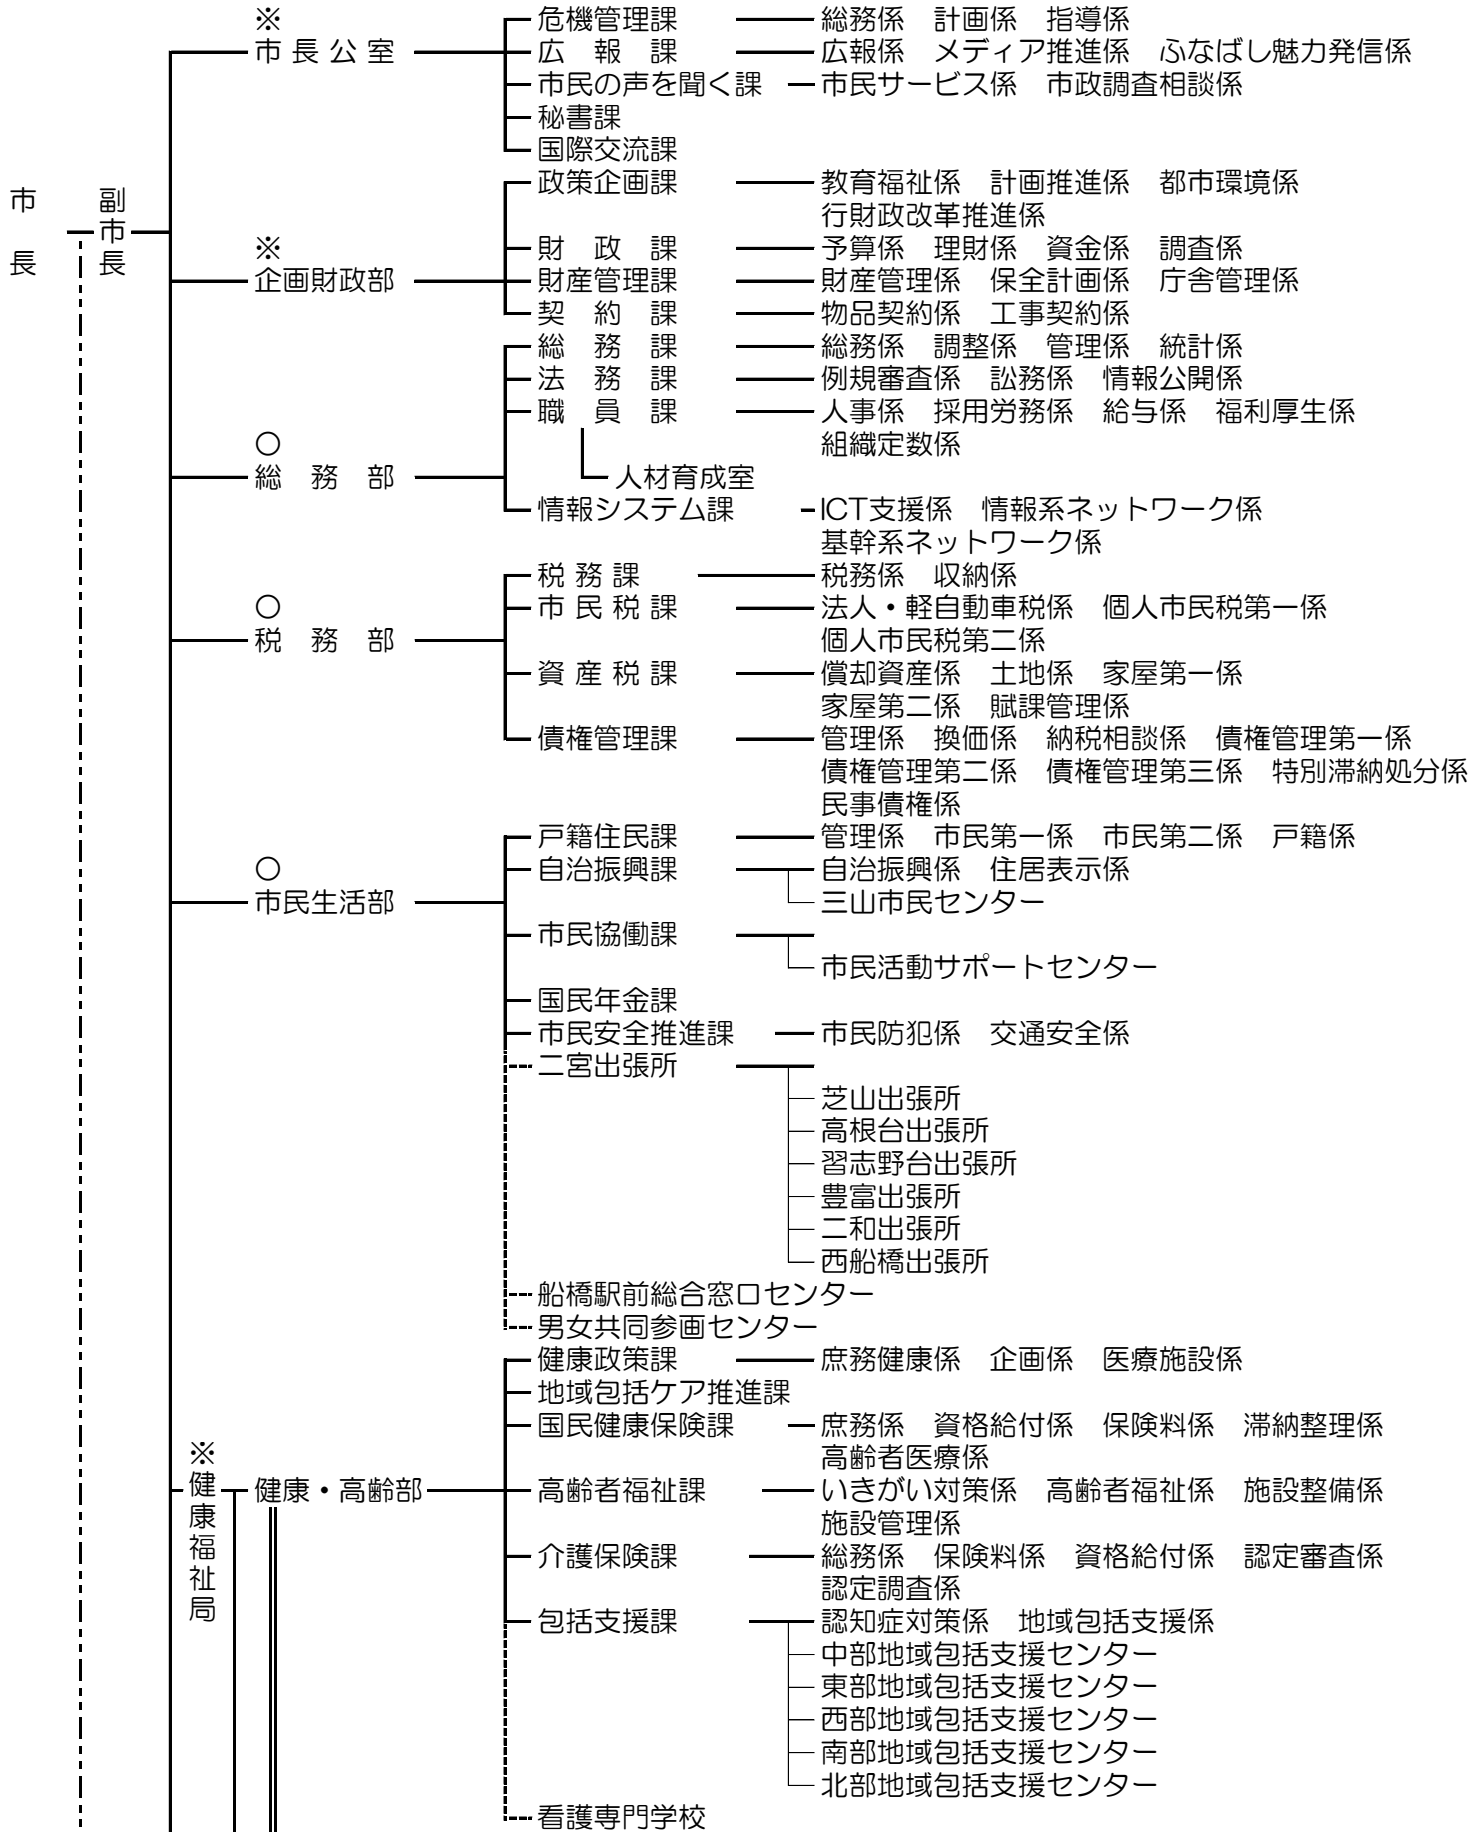 ※ 危機管理課 総務係 計画係 指導係
市長公室 広報課 広報係 メディア推進係 ふなばし魅力発信係
市民の声を聞く課 市民サービス係 市政調査相談係
秘書課
国際交流課
市長 副市長 政策企画課 教育福祉係 計画推進係 都市環境係
行財政改革推進係
※ 財政課 予算係 理財係 資金係 調査係
企画財政部 財産管理課 財産管理係 保全計画係 庁舎管理係
契約課 物品契約係 工事契約係
総務課 総務係 調整係 管理係 統計係
法務課 例規審査係 訟務係 情報公開係
職員課 人事係 採用労務係 給与係 福利厚生係
○ 組織定数係
総務部 人材育成室
情報システム課 ICT支援係 情報系ネットワーク係
基幹系ネットワーク係
税務課 税務係 収納係
○ 市民税課 法人・軽自動車税係 個人市民税第一係
税務部 個人市民税第二係
資産税課 償却資産係 土地係 家屋第一係
家屋第二係 賦課管理係
債権管理課 管理係 換価係 納税相談係 債権管理第一係
債権管理第二係 債権管理第三係 特別滞納処分係
民事債権係
戸籍住民課 管理係 市民第一係 市民第二係 戸籍係
○ 自治振興課 自治振興係 住居表示係
市民生活部 三山市民センター
市民協働課
市民活動サポートセンター
国民年金課
市民安全推進課 市民防犯係 交通安全係
二宮出張所
芝山出張所
高根台出張所
習志野台出張所
豊富出張所
二和出張所
西船橋出張所
船橋駅前総合窓口センター
男女共同参画センター
健康政策課 庶務健康係 企画係 医療施設係
地域包括ケア推進課
国民健康保険課 庶務係 資格給付係 保険料係 滞納整理係
※ 高齢者医療係
健康福祉局 健康・高齢部 高齢者福祉課 いきがい対策係 高齢者福祉係 施設整備係
施設管理係
介護保険課 総務係 保険料係 資格給付係 認定審査係
認定調査係
包括支援課 認知症対策係 地域包括支援係
中部地域包括支援センター
東部地域包括支援センター
西部地域包括支援センター
南部地域包括支援センター
北部地域包括支援センター
看護専門学校